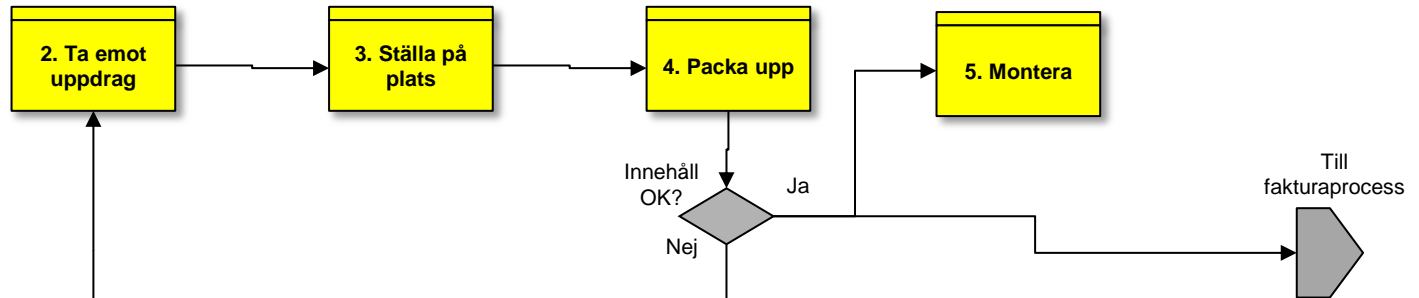 2. Ta emot
uppdrag
3. Ställa på
plats
4. Packa upp
5. Montera
Innehåll
OK?
Ja
Nej
Till
fakturaprocess